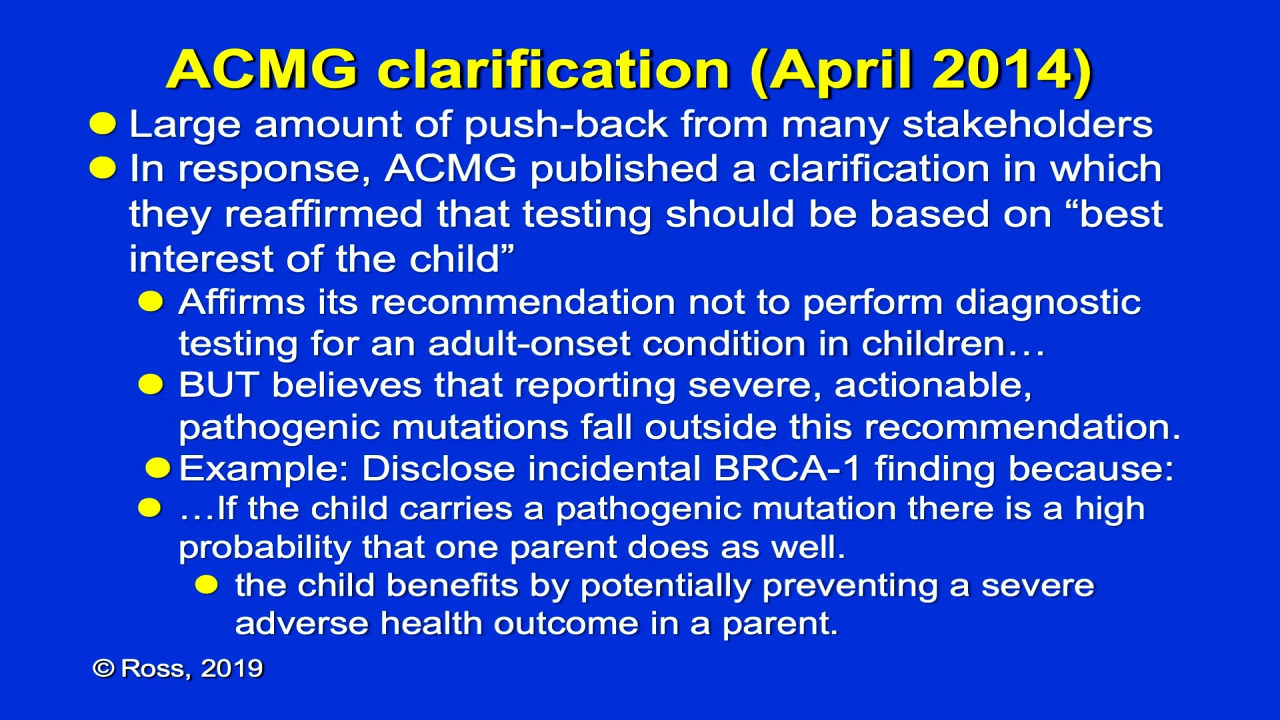 ACMG clarification (April 2014)
Large amount of push-back from many stakeholders
In response, ACMG published a clarification in which
they reaffirmed that testing should be based on “best
interest of the child”
Affirms its recommendation not to perform diagnostic
testing for an adult-onset condition in children…
BUT believes that reporting severe, actionable,
pathogenic mutations fall outside this recommendation.
Example: Disclose incidental BRCA-1 finding because:
…If the child carries a pathogenic mutation there is a high
probability that one parent does as well.
the child benefits by potentially preventing a severe
adverse health outcome in a parent.
© Ross, 2019